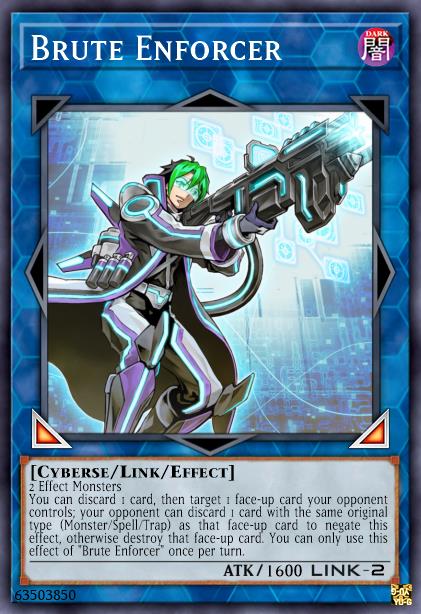 Brute Enforcer
DARK
闇
[Cyberse/Link/Effect]
2 Effect Monsters
You can discard 1 card, then target 1 face-up card your opponent
controls; your opponent can discard 1 card with the same original
type (Monster/Spell/Trap) as that face-up card to negate this
effect, otherwise destroy that face-up card. You can only use this
effect of "Brute Enforcer" once per turn.
ATK/1600 LINK-2
63503850